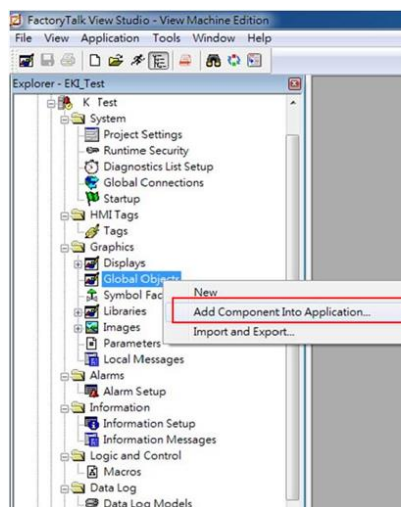 FactoryTalk View Studio - View Machine Edition
File View Application Tools Window Help
Explorer - EKI_Test
K Test
System
Project Settings
Runtime Security
Diagnostics List Setup
Global Connections
Startup
HMI Tags
Tags
Graphics
Displays
Global Objects
Symbol Fac
Libraries
Images
Parameters
Local Messages
New
Add Component Into Application...
Import and Export...
Alarms
Alarm Setup
Information
Information Setup
Information Messages
Logic and Control
Macros
Data Log
Data Log Models